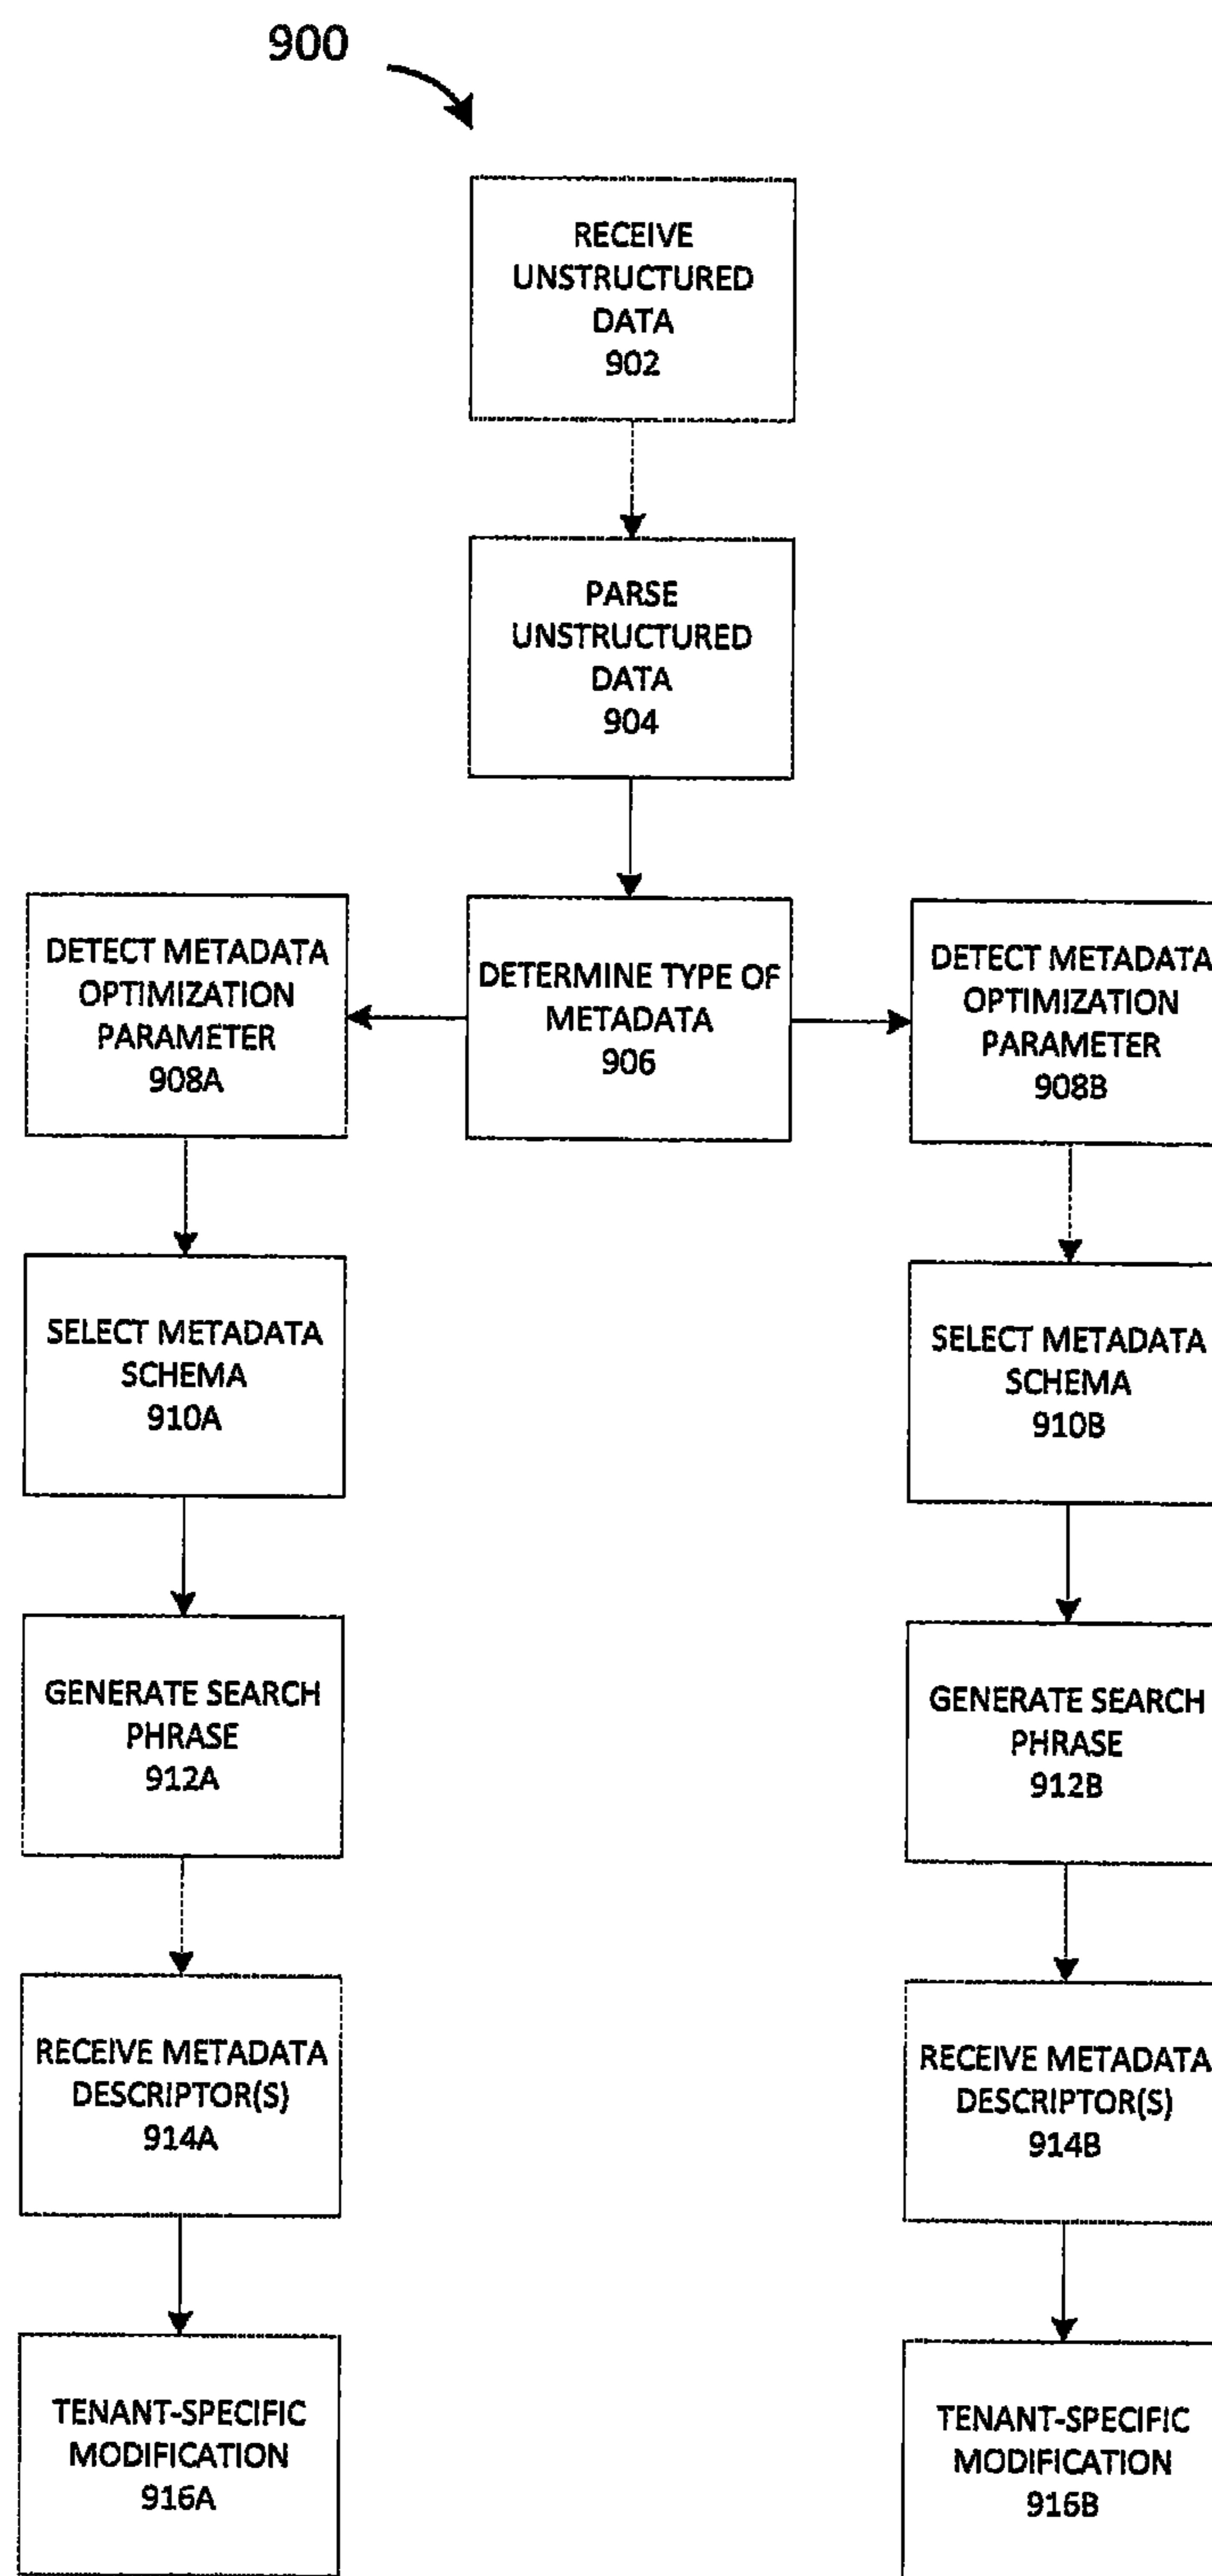 900
RECEIVE
UNSTRUCTURED
DATA
902
PARSE
UNSTRUCTURED
DATA
904
DETERMINE TYPE OF
METADATA
906
DETECT METADATA
OPTIMIZATION
PARAMETER
908A
SELECT METADATA
SCHEMA
910A
GENERATE SEARCH
PHRASE
912A
RECEIVE METADATA
DESCRIPTOR(S)
914A
TENANT-SPECIFIC
MODIFICATION
916A
DETECT METADATA
OPTIMIZATION
PARAMETER
908B
SELECT METADATA
SCHEMA
910B
GENERATE SEARCH
PHRASE
912B
RECEIVE METADATA
DESCRIPTOR(S)
914B
TENANT-SPECIFIC
MODIFICATION
916B